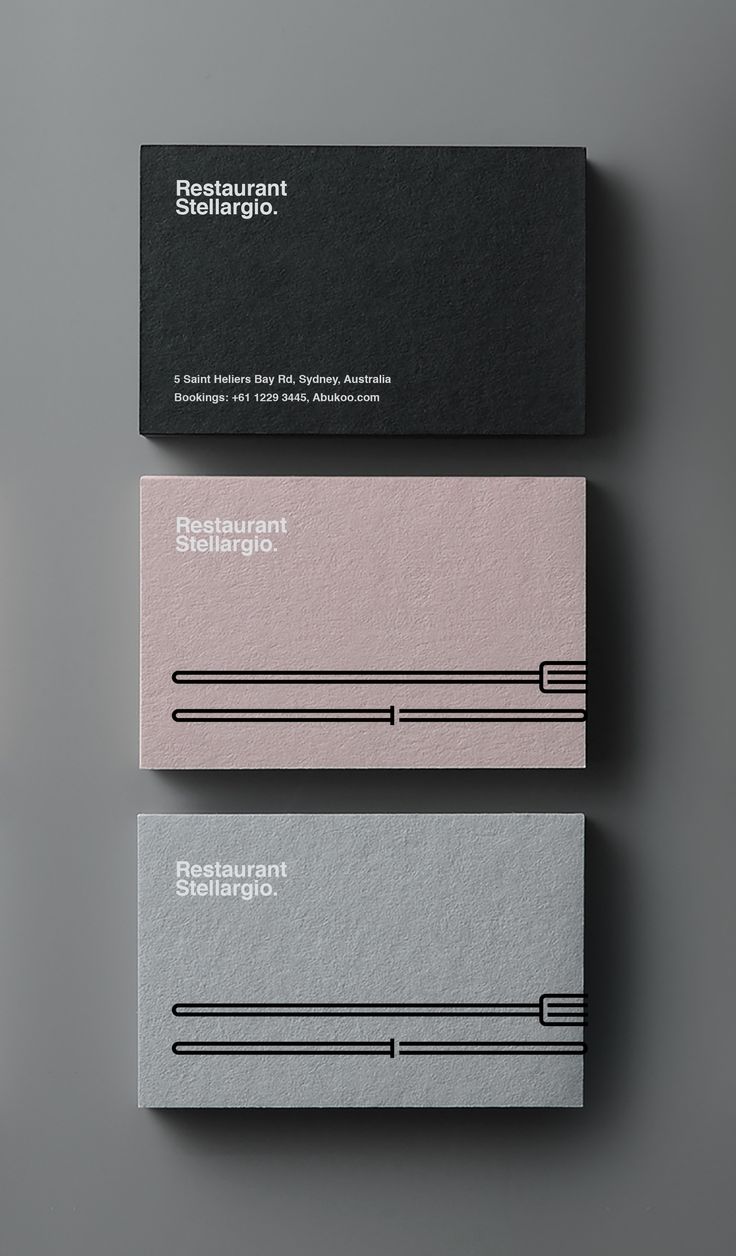 Restaurant
Stellargio.
5 Saint Heliers Bay Rd, Sydney, Australia
Bookings: +61 1229 3445, Abukoo.com
Restaurant
Stellargio.
Restaurant
Stellargio.